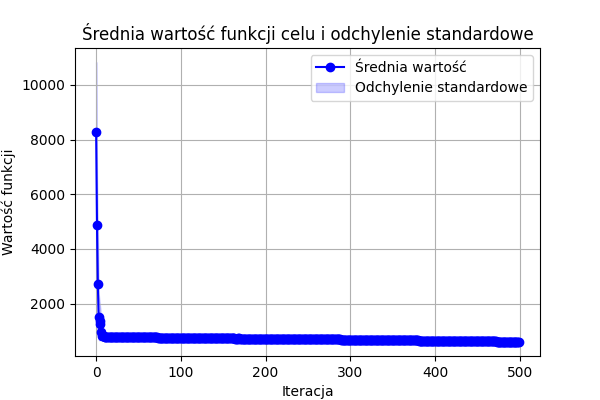 Średnia wartość funkcji celu i odchylenie standardowe
Średnia wartość
Odchylenie standardowe
Wartość funkcji
10000
8000
6000
4000
2000
0 100 200 300 400 500
Iteracja